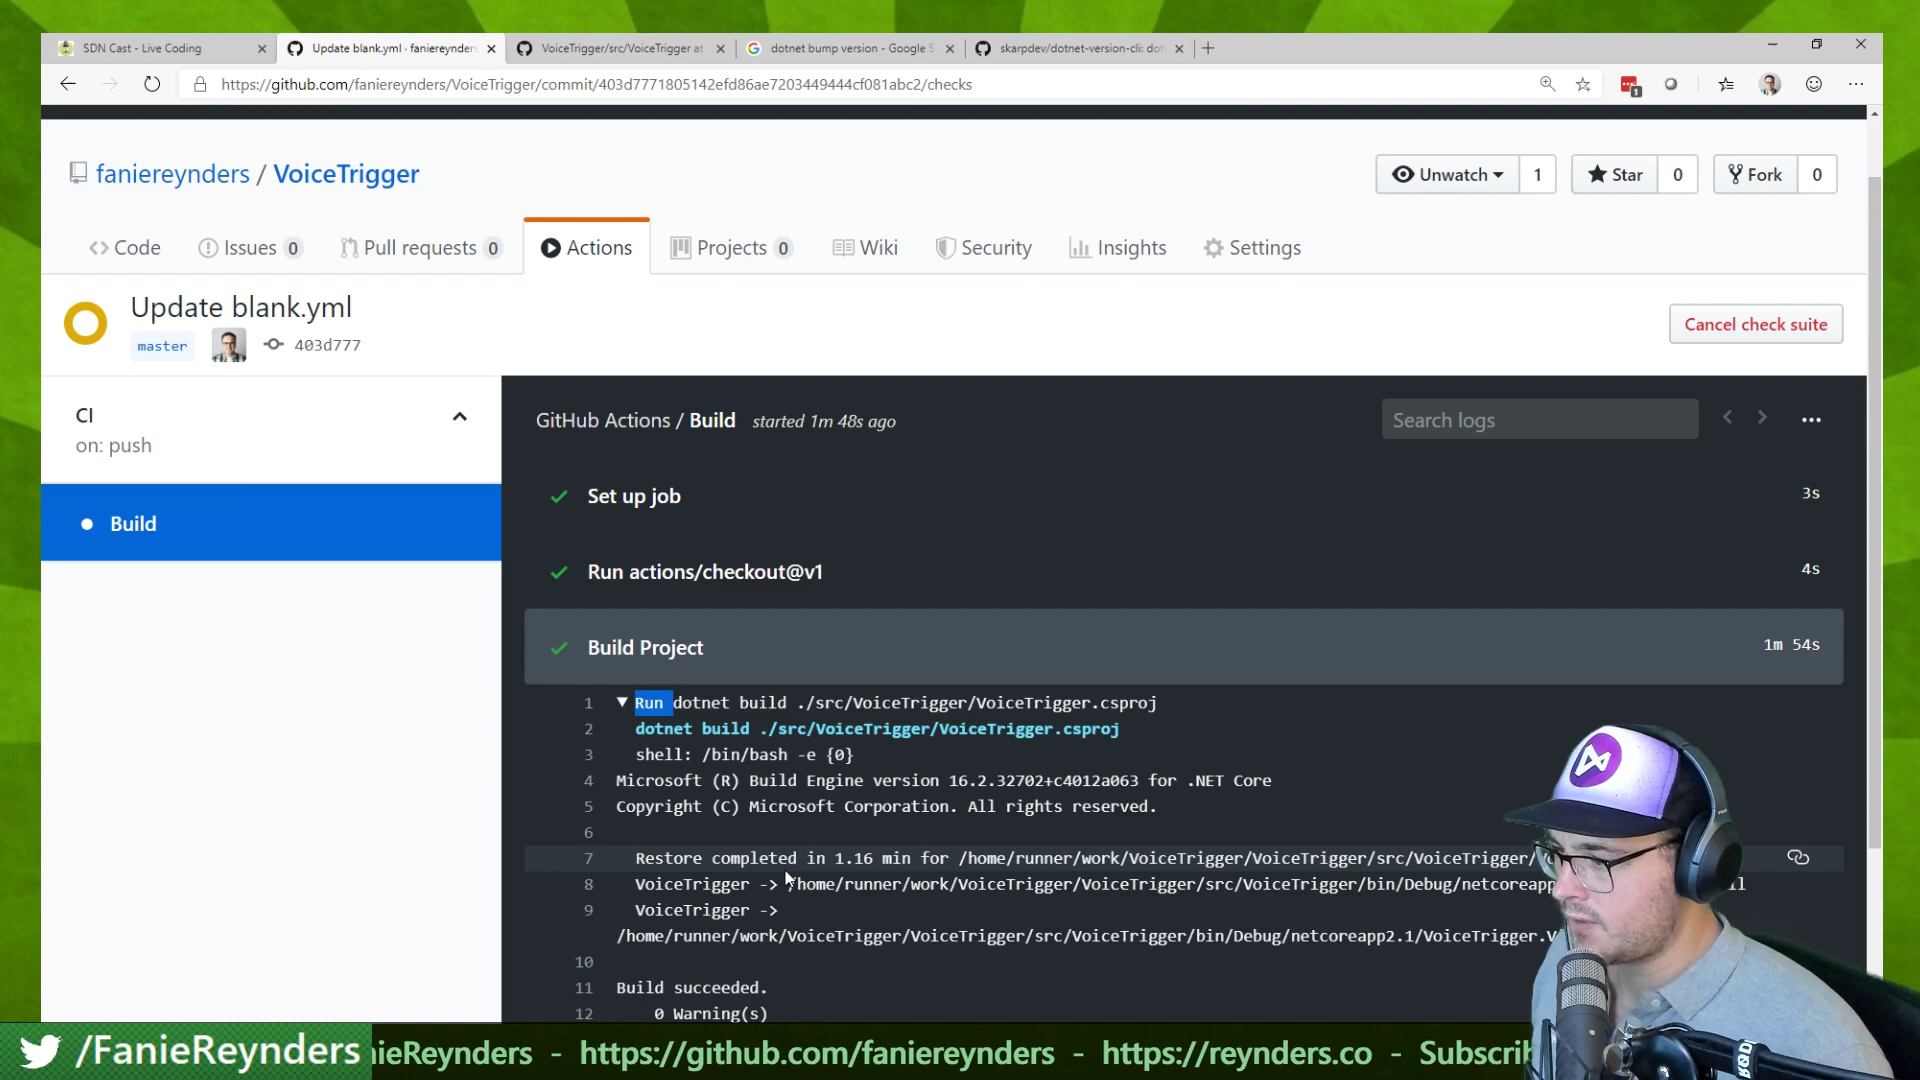 SDN Cast - Live Coding
Update blank.yml · faniereynders
VoiceTrigger/src/VoiceTrigger at
dotnet bump version - Google S
skarpdev/dotnet-version-cli: dot
https://github.com/faniereynders/VoiceTrigger/commit/403d7771805142efd86ae7203449444cf081abc2/checks
faniereynders / VoiceTrigger
Unwatch 1
Star 0
Fork 0
Code
Issues 0
Pull requests 0
Actions
Projects 0
Wiki
Security
Insights
Settings
Update blank.yml
master
403d777
Cancel check suite
CI
on: push
Build
GitHub Actions / Build started 1m 48s ago
Search logs
Set up job 3s
Run actions/checkout@v1 4s
Build Project 1m 54s
1 Run dotnet build ./src/VoiceTrigger/VoiceTrigger.csproj
2 dotnet build ./src/VoiceTrigger/VoiceTrigger.csproj
3 shell: /bin/bash -e {0}
4 Microsoft (R) Build Engine version 16.2.32702+c4012a063 for .NET Core
5 Copyright (C) Microsoft Corporation. All rights reserved.
6
7 Restore completed in 1.16 min for /home/runner/work/VoiceTrigger/VoiceTrigger/src/VoiceTrigger/
8 VoiceTrigger -> /home/runner/work/VoiceTrigger/VoiceTrigger/src/VoiceTrigger/bin/Debug/netcoreapp
9 VoiceTrigger ->
/home/runner/work/VoiceTrigger/VoiceTrigger/src/VoiceTrigger/bin/Debug/netcoreapp2.1/VoiceTrigger.
10
11 Build succeeded.
12 0 Warning(s)
/FanieReynders
nieReynders - https://github.com/faniereynders - https://reynders.co - Subscri